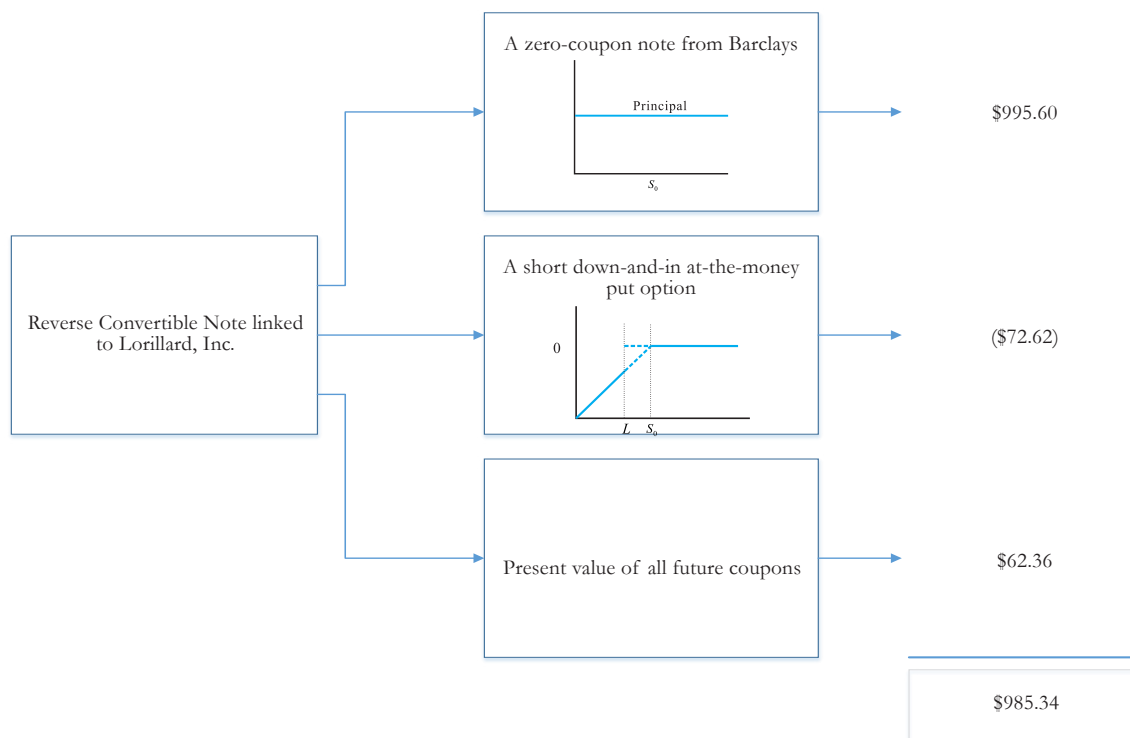 A zero-coupon note from Barclays
Principal
S₀
$995.60
Reverse Convertible Note linked
to Lorillard, Inc.
A short down-and-in at-the-money
put option
0
L S₀
($72.62)
Present value of all future coupons
$62.36
$985.34